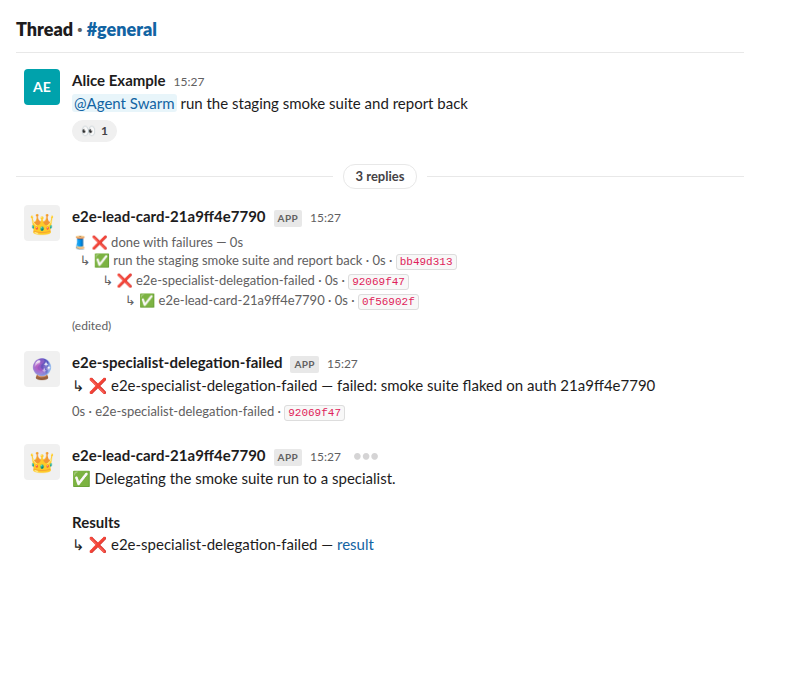 Thread • #general
AE
Alice Example 15:27
@Agent Swarm run the staging smoke suite and report back
👀 1
3 replies
e2e-lead-card-21a9ff4e7790 APP 15:27
🧵 ❌ done with failures — 0s
↳ ✅ run the staging smoke suite and report back · 0s · bb49d313
↳ ❌ e2e-specialist-delegation-failed · 0s · 92069f47
↳ ✅ e2e-lead-card-21a9ff4e7790 · 0s · 0f56902f
(edited)
e2e-specialist-delegation-failed APP 15:27
↳ ❌ e2e-specialist-delegation-failed — failed: smoke suite flaked on auth 21a9ff4e7790
0s · e2e-specialist-delegation-failed · 92069f47
e2e-lead-card-21a9ff4e7790 APP 15:27
✅ Delegating the smoke suite run to a specialist.
Results
↳ ❌ e2e-specialist-delegation-failed — result